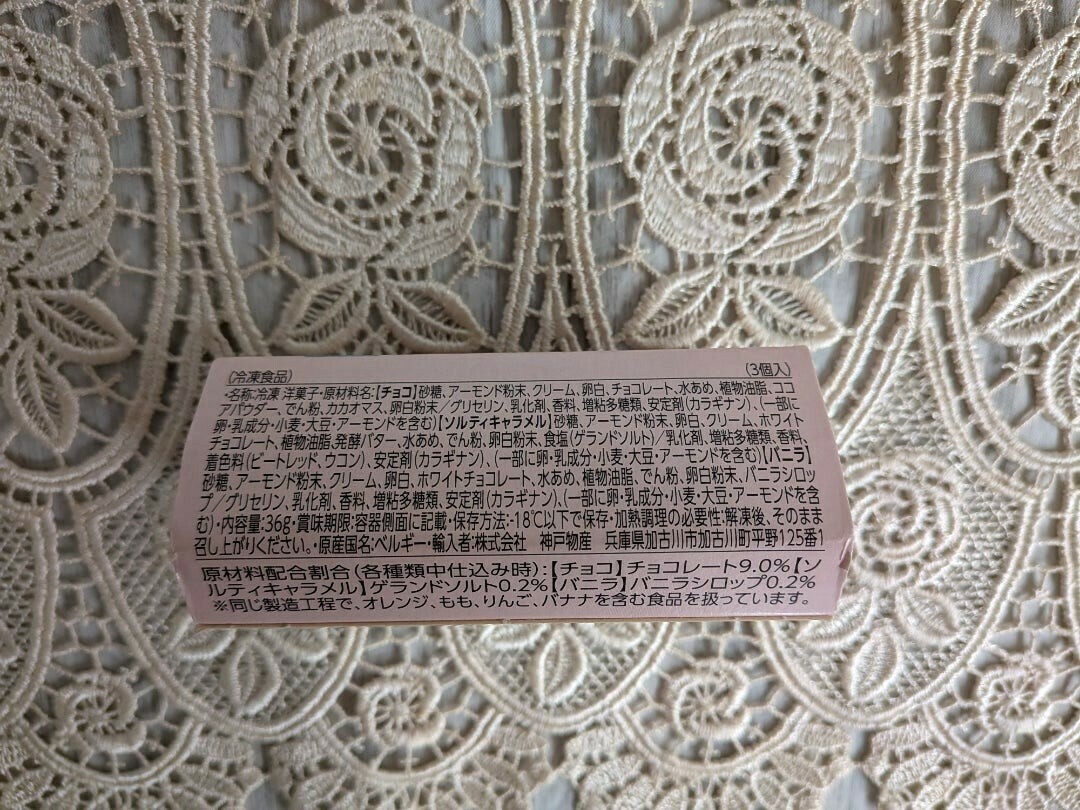 (冷凍食品) (3個入)
・名称:冷凍 洋菓子・原材料名:【チョコ】砂糖、アーモンド粉末、クリーム、卵白、チョコレート、水あめ、植物油脂、ココ
アパウダー、でん粉、カカオマス、卵白粉末/グリセリン、乳化剤、香料、増粘多糖類、安定剤(カラギナン)、(一部に
卵・乳成分・小麦・大豆・アーモンドを含む)【ソルティキャラメル】砂糖、アーモンド粉末、卵白、クリーム、ホワイト
チョコレート、植物油脂、発酵バター、水あめ、でん粉、卵白粉末、食塩(ゲランドソルト)/乳化剤、増粘多糖類、香料、
着色料(ビートレッド、ウコン)、安定剤(カラギナン)、(一部に卵・乳成分・小麦・大豆・アーモンドを含む)【バニラ】
砂糖、アーモンド粉末、クリーム、卵白、ホワイトチョコレート、水あめ、植物油脂、でん粉、卵白粉末、バニラシロッ
プ/グリセリン、乳化剤、香料、増粘多糖類、安定剤(カラギナン)、(一部に卵・乳成分・小麦・大豆・アーモンドを含
む)・内容量:36g・賞味期限:容器側面に記載・保存方法:-18℃以下で保存・加熱調理の必要性:解凍後、そのまま
召し上がりください。・原産国名:ベルギー・輸入者:株式会社 神戸物産 兵庫県加古川市加古川町平野125番1
原材料配合割合(各種類中仕込み時):【チョコ】チョコレート9.0%【ソ
ルティキャラメル】ゲランドソルト0.2%【バニラ】バニラシロップ0.2%
※同じ製造工程で、オレンジ、もも、りんご、バナナを含む食品を扱っています。